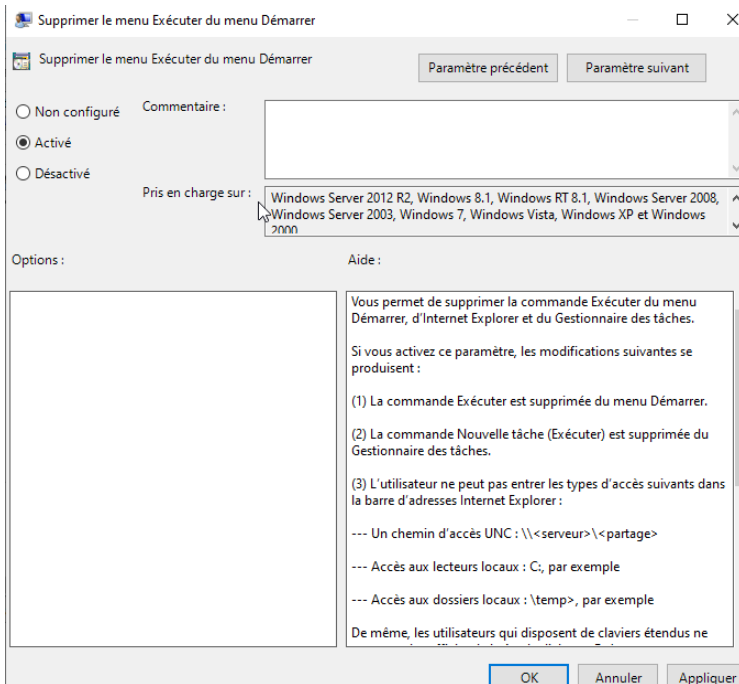 Supprimer le menu Exécuter du menu Démarrer
Supprimer le menu Exécuter du menu Démarrer
Paramètre précédent
Paramètre suivant
Non configuré
Commentaire :
Activé
Désactivé
Pris en charge sur :
Windows Server 2012 R2, Windows 8.1, Windows RT 8.1, Windows Server 2008,
Windows Server 2003, Windows 7, Windows Vista, Windows XP et Windows
2000
Options :
Aide :
Vous permet de supprimer la commande Exécuter du menu
Démarrer, d'Internet Explorer et du Gestionnaire des tâches.
Si vous activez ce paramètre, les modifications suivantes se
produisent :
(1) La commande Exécuter est supprimée du menu Démarrer.
(2) La commande Nouvelle tâche (Exécuter) est supprimée du
Gestionnaire des tâches.
(3) L'utilisateur ne peut pas entrer les types d'accès suivants dans
la barre d'adresses Internet Explorer :
--- Un chemin d'accès UNC : \\<serveur>\<partage>
--- Accès aux lecteurs locaux : C:, par exemple
--- Accès aux dossiers locaux : \temp>, par exemple
De même, les utilisateurs qui disposent de claviers étendus ne
OK
Annuler
Appliquer